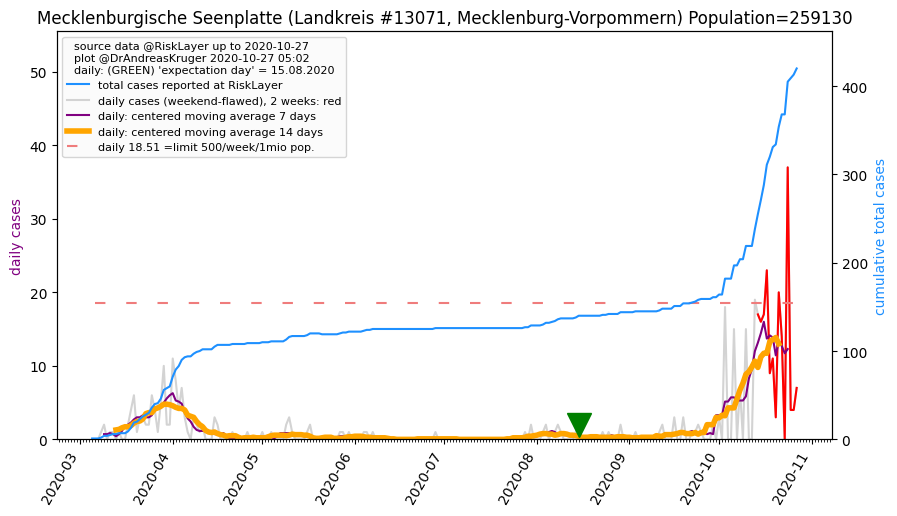 Mecklenburgische Seenplatte (Landkreis #13071, Mecklenburg-Vorpommern) Population=259130
source data @RiskLayer up to 2020-10-27
plot @DrAndreasKruger 2020-10-27 05:02
daily: (GREEN) 'expectation day' = 15.08.2020
total cases reported at RiskLayer
daily cases (weekend-flawed), 2 weeks: red
daily: centered moving average 7 days
daily: centered moving average 14 days
daily 18.51 =limit 500/week/1mio pop.
daily cases
50
40
30
20
10
0
cumulative total cases
400
300
200
100
0
2020-03
2020-04
2020-05
2020-06
2020-07
2020-08
2020-09
2020-10
2020-11